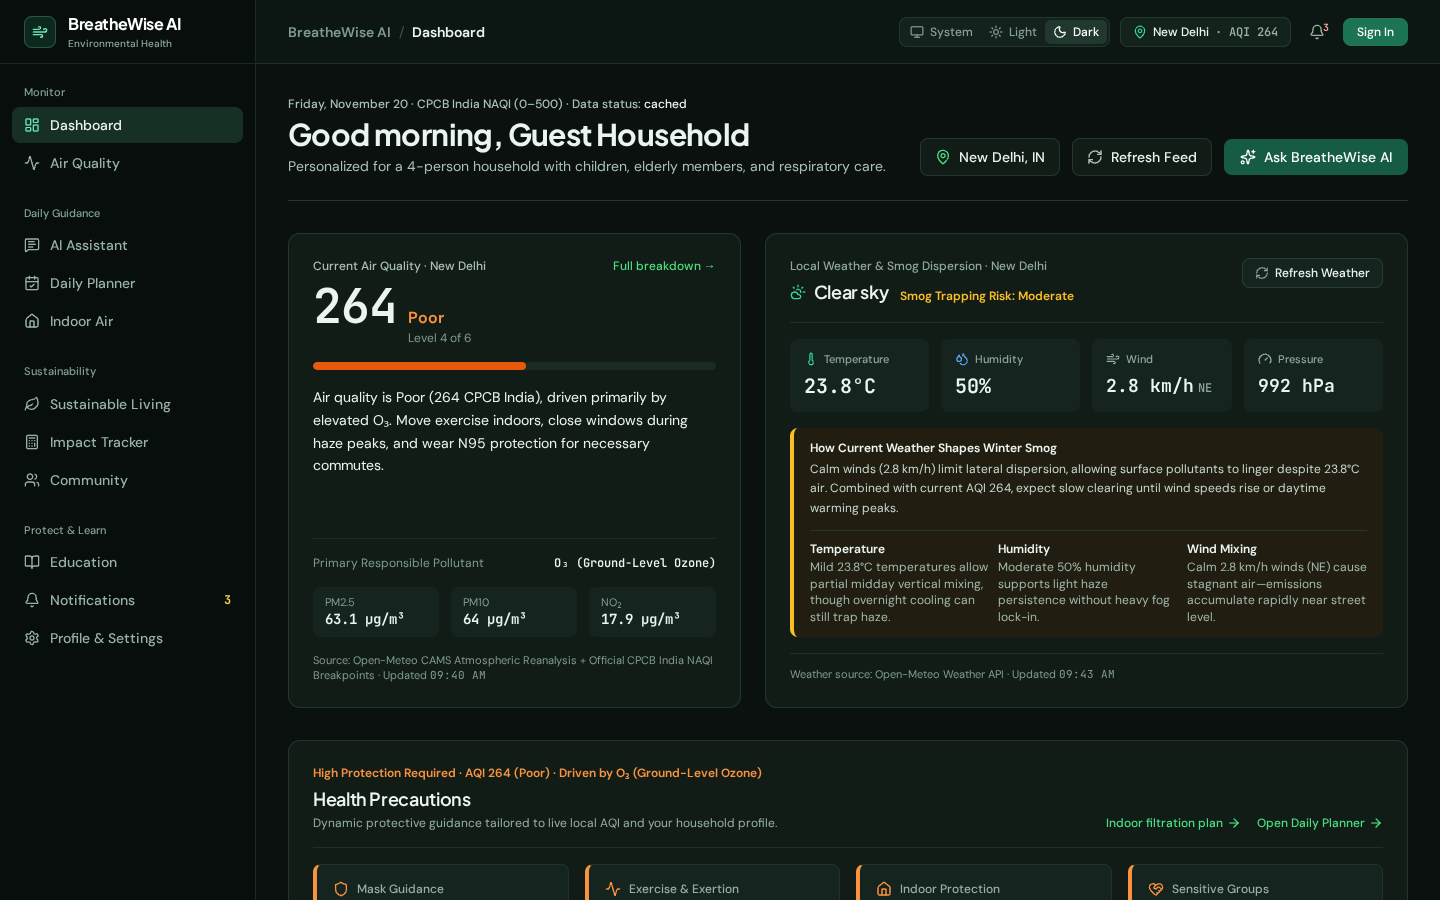 BreatheWise AI
Environmental Health
BreatheWise AI / Dashboard
System Light Dark
New Delhi · AQI 264
3
Sign In
Monitor
Dashboard
Air Quality
Daily Guidance
AI Assistant
Daily Planner
Indoor Air
Sustainability
Sustainable Living
Impact Tracker
Community
Protect & Learn
Education
Notifications 3
Profile & Settings
Friday, November 20 · CPCB India NAQI (0–500) · Data status: cached
Good morning, Guest Household
Personalized for a 4-person household with children, elderly members, and respiratory care.
New Delhi, IN
Refresh Feed
Ask BreatheWise AI
Current Air Quality · New Delhi
Full breakdown →
264
Poor
Level 4 of 6
Air quality is Poor (264 CPCB India), driven primarily by
elevated O₃. Move exercise indoors, close windows during
haze peaks, and wear N95 protection for necessary
commutes.
Primary Responsible Pollutant
O₃ (Ground-Level Ozone)
PM2.5
63.1 µg/m³
PM10
64 µg/m³
NO₂
17.9 µg/m³
Source: Open-Meteo CAMS Atmospheric Reanalysis + Official CPCB India NAQI
Breakpoints · Updated 09:40 AM
Local Weather & Smog Dispersion · New Delhi
Clear sky
Smog Trapping Risk: Moderate
Refresh Weather
Temperature
23.8°C
Humidity
50%
Wind
2.8 km/h NE
Pressure
992 hPa
How Current Weather Shapes Winter Smog
Calm winds (2.8 km/h) limit lateral dispersion, allowing surface pollutants to linger despite 23.8°C
air. Combined with current AQI 264, expect slow clearing until wind speeds rise or daytime
warming peaks.
Temperature
Mild 23.8°C temperatures allow
partial midday vertical mixing,
though overnight cooling can
still trap haze.
Humidity
Moderate 50% humidity
supports light haze
persistence without heavy fog
lock-in.
Wind Mixing
Calm 2.8 km/h winds (NE) cause
stagnant air—emissions
accumulate rapidly near street
level.
Weather source: Open-Meteo Weather API · Updated 09:43 AM
High Protection Required · AQI 264 (Poor) · Driven by O₃ (Ground-Level Ozone)
Health Precautions
Dynamic protective guidance tailored to live local AQI and your household profile.
Indoor filtration plan →
Open Daily Planner →
Mask Guidance
Exercise & Exertion
Indoor Protection
Sensitive Groups